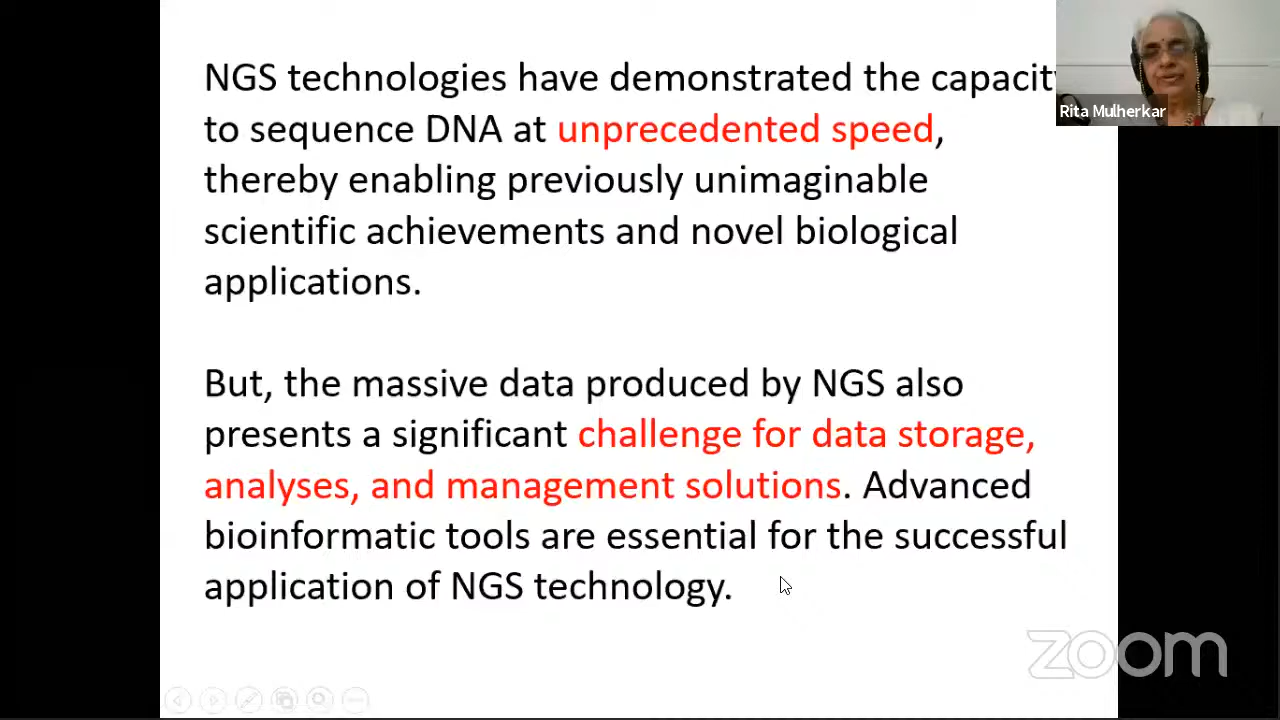 NGS technologies have demonstrated the capacity
to sequence DNA at unprecedented speed,
thereby enabling previously unimaginable
scientific achievements and novel biological
applications.
But, the massive data produced by NGS also
presents a significant challenge for data storage,
analyses, and management solutions. Advanced
bioinformatic tools are essential for the successful
application of NGS technology.
Rita Mulherkar
zoom